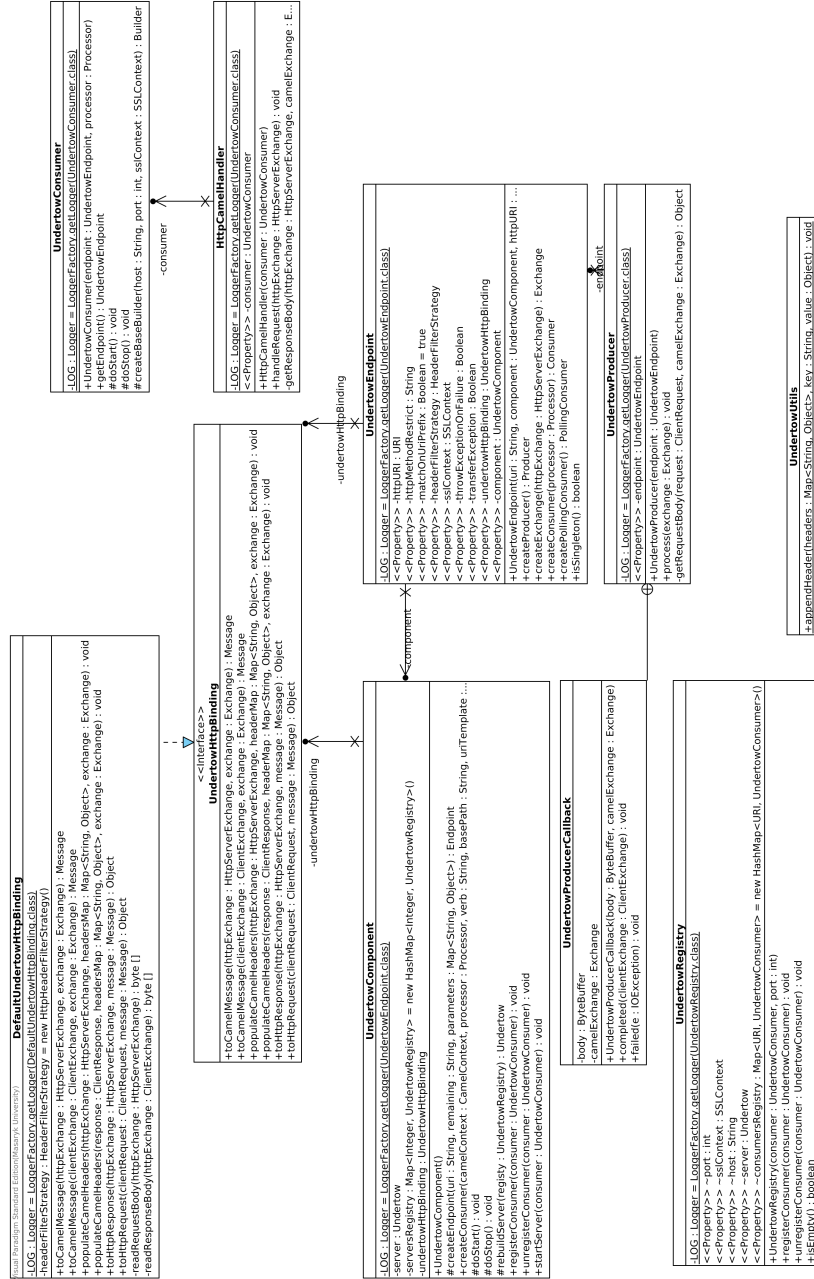 isual Paradigm Standard Edition(Masaryk University)
DefaultUndertowHttpBinding
-LOG : Logger = LoggerFactory.getLogger(DefaultUndertowHttpBinding.class)
-headerFilterStrategy : HeaderFilterStrategy = new HttpHeaderFilterStrategy()
+toCamelMessage(httpExchange : HttpServerExchange, exchange : Exchange) : Message
+toCamelMessage(clientExchange : ClientExchange, exchange : Exchange) : Message
+populateCamelHeaders(httpExchange : HttpServerExchange, headersMap : Map<String, Object>, exchange : Exchange) : void
+populateCamelHeaders(response : ClientResponse, headersMap : Map<String, Object>, exchange : Exchange) : void
+toHttpResponse(httpExchange : HttpServerExchange, message : Message) : Object
+toHttpRequest(clientRequest : ClientRequest, message : Message) : Object
-readRequestBody(httpExchange : HttpServerExchange) : byte []
-readResponseBody(httpExchange : ClientExchange) : byte []
UndertowConsumer
-LOG : Logger = LoggerFactory.getLogger(UndertowConsumer.class)
+UndertowConsumer(endpoint : UndertowEndpoint, processor : Processor)
+getEndpoint() : UndertowEndpoint
#doStart() : void
#doStop() : void
#createBaseBuilder(host : String, port : int, sslContext : SSLContext) : Builder
-consumer
HttpCamelHandler
-LOG : Logger = LoggerFactory.getLogger(UndertowConsumer.class)
<<Property>> -consumer : UndertowConsumer
+HttpCamelHandler(consumer : UndertowConsumer)
+handleRequest(httpExchange : HttpServerExchange) : void
-getResponseBody(httpExchange : HttpServerExchange, camelExchange : E...
<<Interface>>
UndertowHttpBinding
+toCamelMessage(httpExchange : HttpServerExchange, exchange : Exchange) : Message
+toCamelMessage(clientExchange : ClientExchange, exchange : Exchange) : Message
+populateCamelHeaders(httpExchange : HttpServerExchange, headerMap : Map<String, Object>, exchange : Exchange) : void
+populateCamelHeaders(response : ClientResponse, headerMap : Map<String, Object>, exchange : Exchange) : void
+toHttpResponse(httpExchange : HttpServerExchange, message : Message) : Object
+toHttpRequest(clientRequest : ClientRequest, message : Message) : Object
-undertowHttpBinding
-undertowHttpBinding
UndertowComponent
-LOG : Logger = LoggerFactory.getLogger(UndertowEndpoint.class)
-server : Undertow
-serversRegistry : Map<Integer, UndertowRegistry> = new HashMap<Integer, UndertowRegistry>()
-undertowHttpBinding : UndertowHttpBinding
+UndertowComponent()
#createEndpoint(uri : String, remaining : String, parameters : Map<String, Object>) : Endpoint
+createConsumer(camelContext : CamelContext, processor : Processor, verb : String, basePath : String, uriTemplate :...
#doStart() : void
#doStop() : void
#rebuildServer(registy : UndertowRegistry) : Undertow
+registerConsumer(consumer : UndertowConsumer) : void
+unregisterConsumer(consumer : UndertowConsumer) : void
+startServer(consumer : UndertowConsumer) : void
-component
UndertowEndpoint
-LOG : Logger = LoggerFactory.getLogger(UndertowEndpoint.class)
<<Property>> -httpURI : URI
<<Property>> -httpMethodRestrict : String
<<Property>> -matchOnUriPrefix : Boolean = true
<<Property>> -headerFilterStrategy : HeaderFilterStrategy
<<Property>> -sslContext : SSLContext
<<Property>> -throwExceptionOnFailure : Boolean
<<Property>> -transferException : Boolean
<<Property>> -undertowHttpBinding : UndertowHttpBinding
<<Property>> -component : UndertowComponent
+UndertowEndpoint(uri : String, component : UndertowComponent, httpURI : ...
+createProducer() : Producer
+createExchange(httpExchange : HttpServerExchange) : Exchange
+createConsumer(processor : Processor) : Consumer
+createPollingConsumer() : PollingConsumer
+isSingleton() : boolean
-endpoint
UndertowProducerCallback
-body : ByteBuffer
-camelExchange : Exchange
+UndertowProducerCallback(body : ByteBuffer, camelExchange : Exchange)
+completed(clientExchange : ClientExchange) : void
+failed(e : IOException) : void
UndertowProducer
-LOG : Logger = LoggerFactory.getLogger(UndertowProducer.class)
<<Property>> -endpoint : UndertowEndpoint
+UndertowProducer(endpoint : UndertowEndpoint)
+process(exchange : Exchange) : void
-getRequestBody(request : ClientRequest, camelExchange : Exchange) : Object
UndertowRegistry
-LOG : Logger = LoggerFactory.getLogger(UndertowRegistry.class)
<<Property>> ~port : int
<<Property>> ~sslContext : SSLContext
<<Property>> ~host : String
<<Property>> ~server : Undertow
<<Property>> ~consumersRegistry : Map<URI, UndertowConsumer> = new HashMap<URI, UndertowConsumer>()
+UndertowRegistry(consumer : UndertowConsumer, port : int)
+registerConsumer(consumer : UndertowConsumer) : void
+unregisterConsumer(consumer : UndertowConsumer) : void
+isEmpty() : boolean
UndertowUtils
+appendHeader(headers : Map<String, Object>, key : String, value : Object) : void